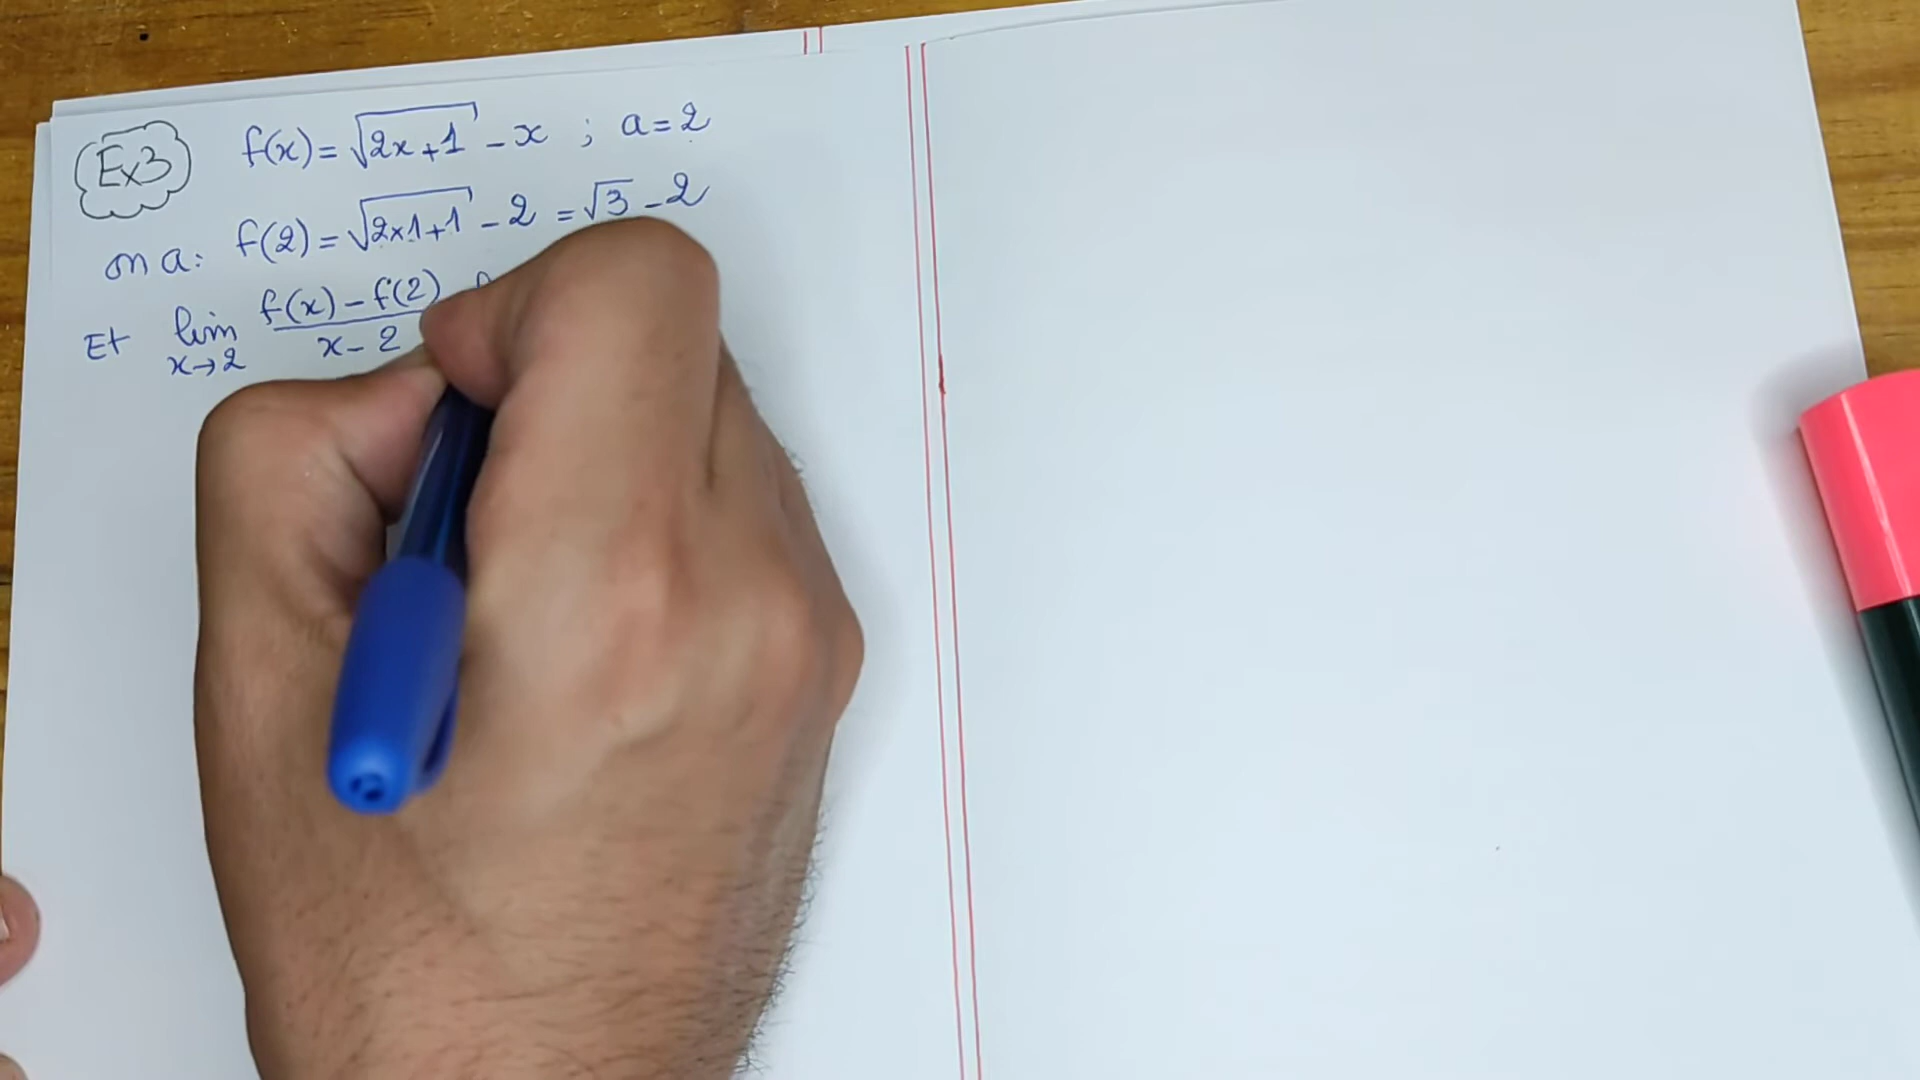 Ex3 f(x) = √(2x+1) - x ; a = 2
on a: f(2) = √(2×1+1) - 2 = √3 - 2
Et lim x→2 (f(x) - f(2))/(x - 2)